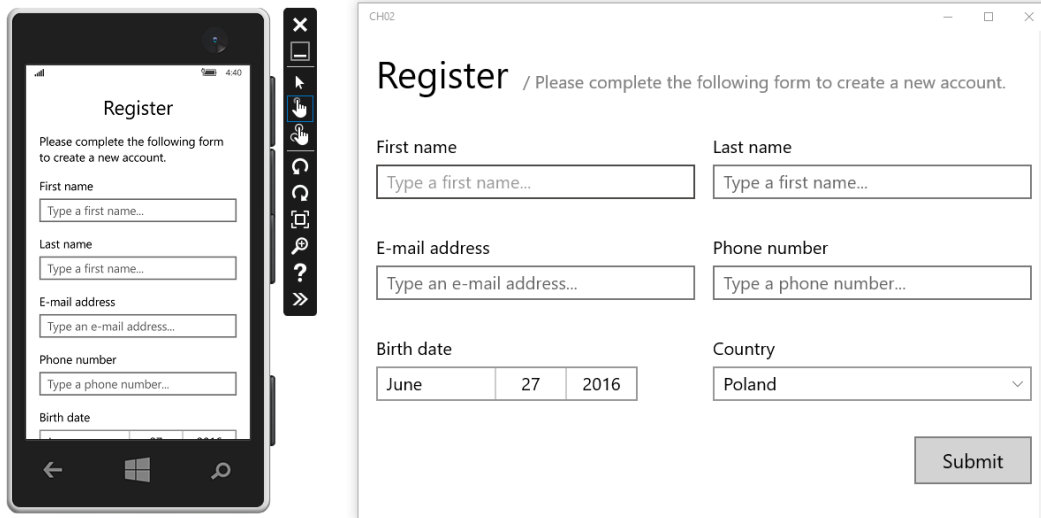 4:40
Register
Please complete the following form
to create a new account.
First name
Type a first name...
Last name
Type a first name...
E-mail address
Type an e-mail address...
Phone number
Type a phone number...
Birth date
?
CH02
Register / Please complete the following form to create a new account.
First name Last name
Type a first name... Type a first name...
E-mail address Phone number
Type an e-mail address... Type a phone number...
Birth date Country
June 27 2016 Poland
Submit